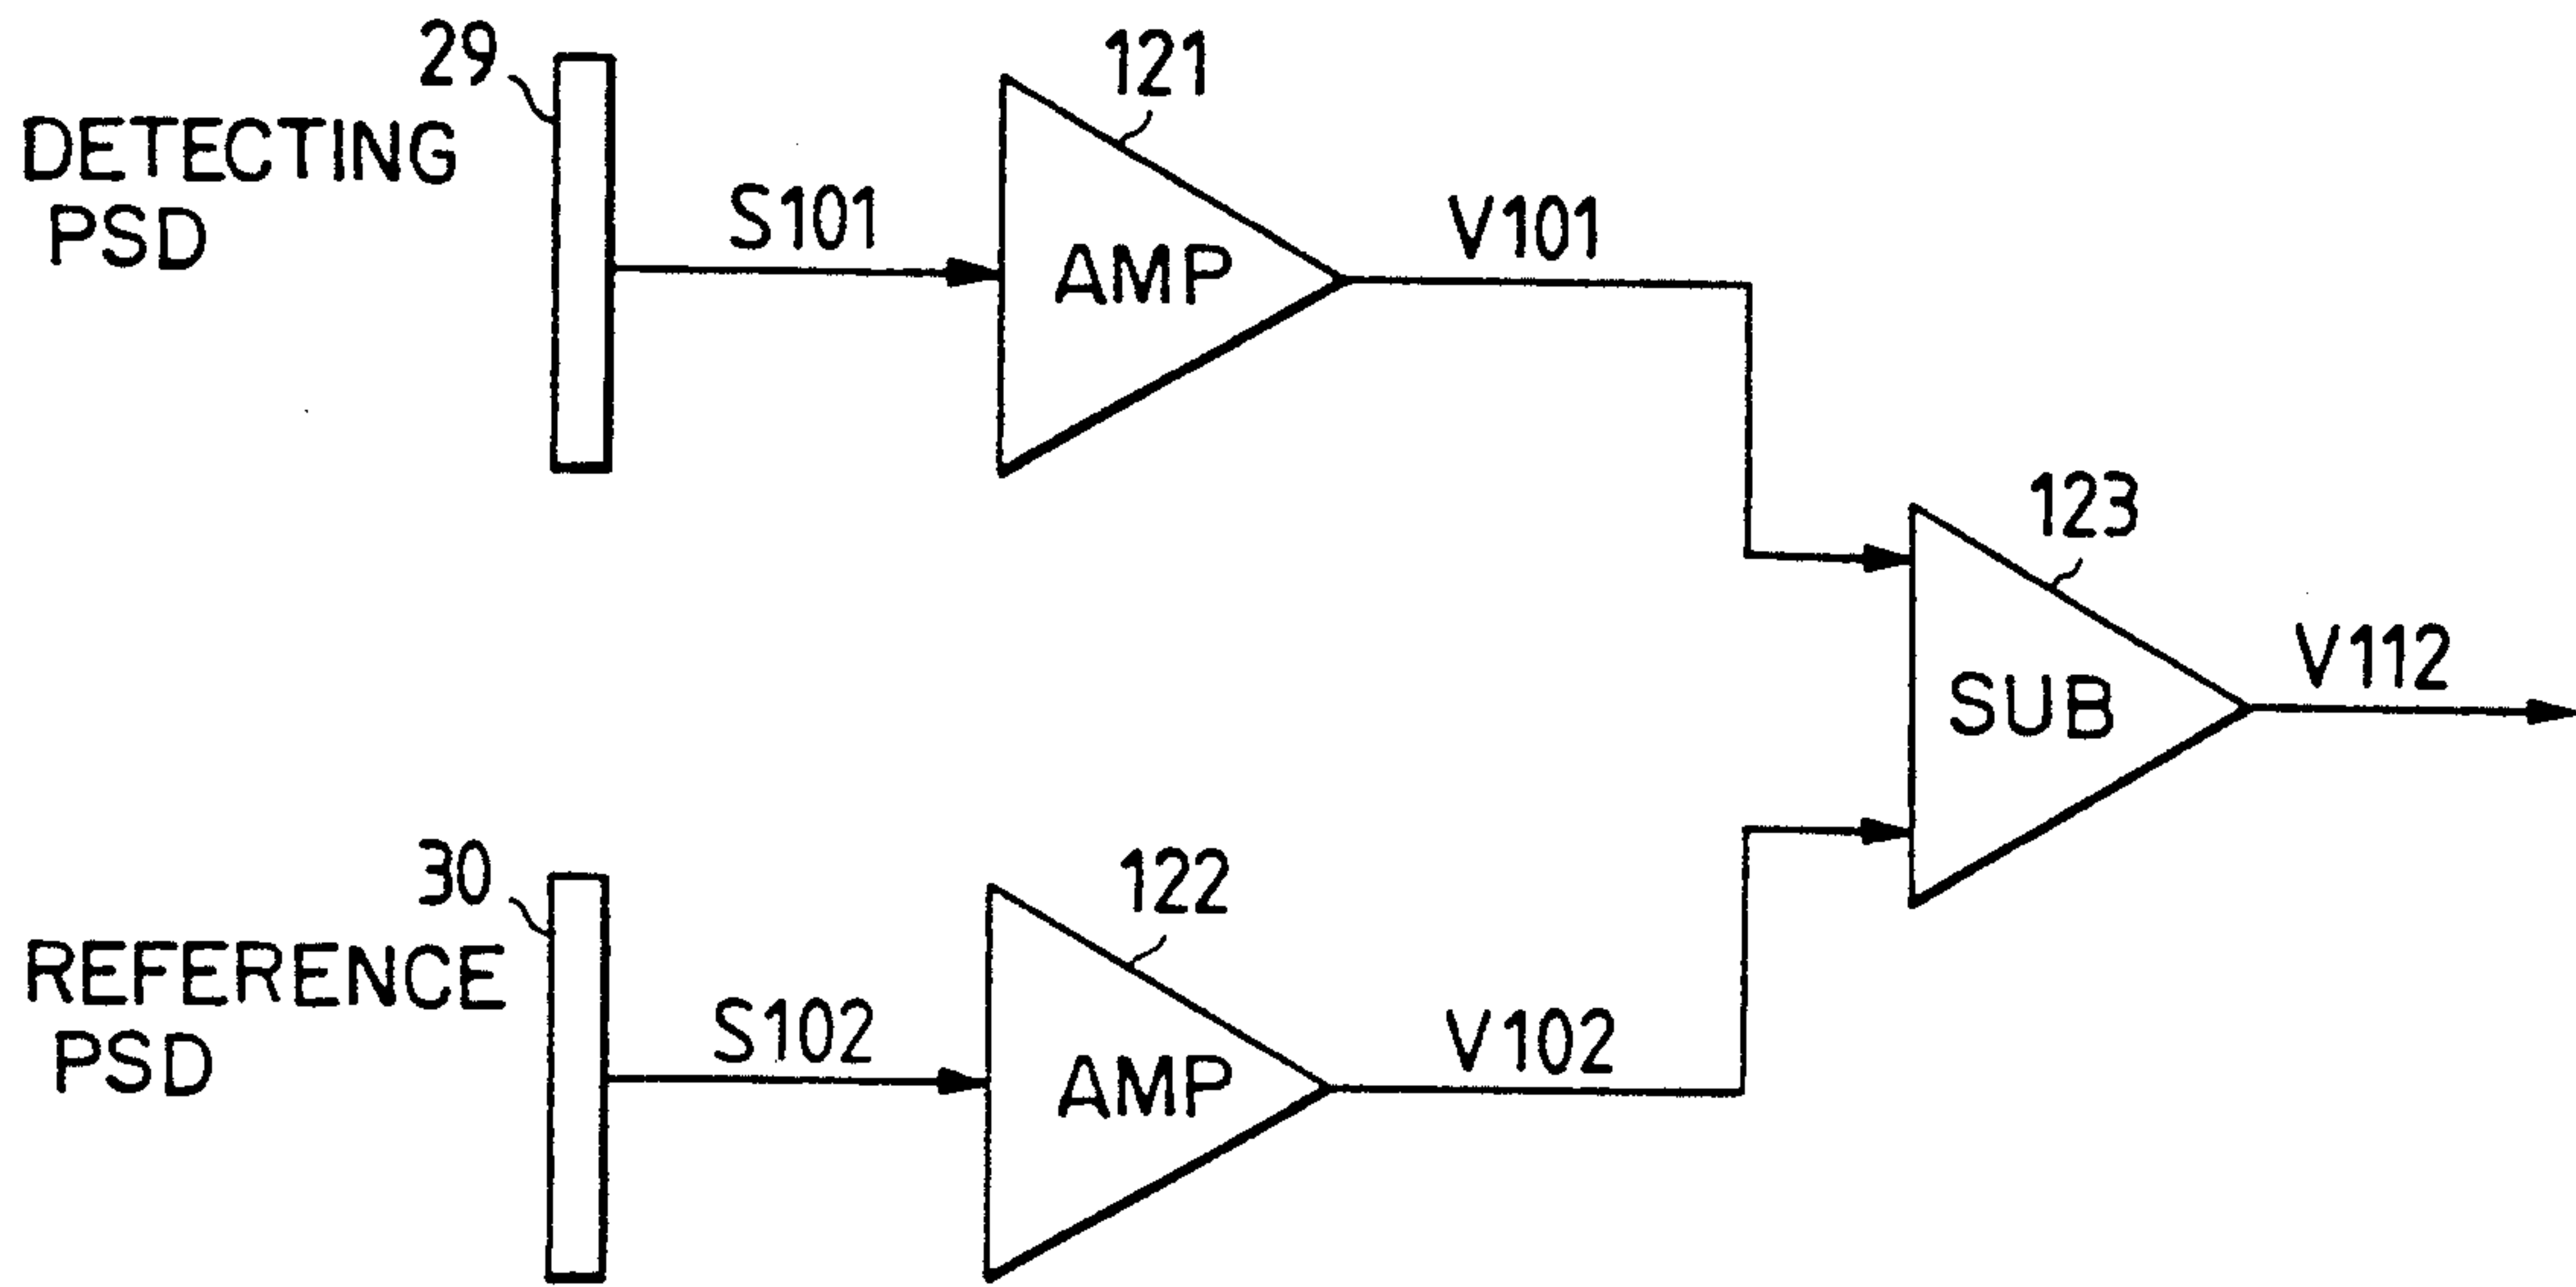 29
DETECTING
PSD
S101
121
AMP
V101
123
SUB
V112
30
REFERENCE
PSD
S102
122
AMP
V102